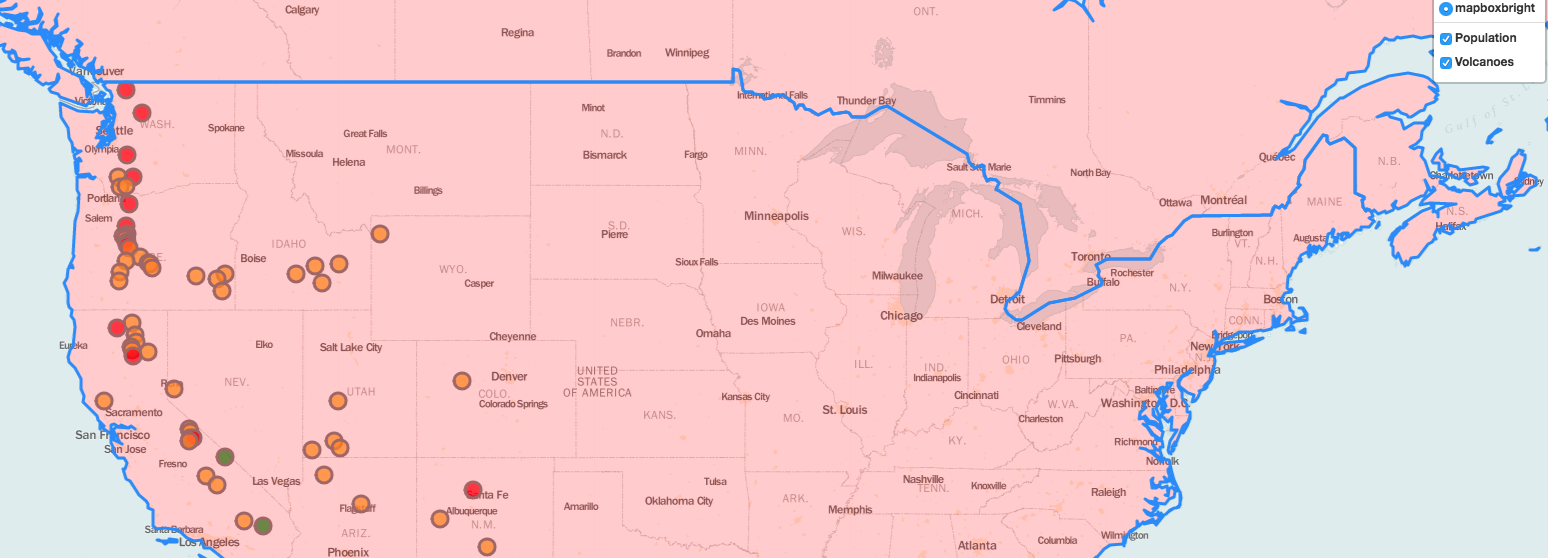 mapboxbright
Calgary
ONT.
Regina
Population
Brandon
Winnipeg
Volcanoes
Vancouver
International Falls
Thunder Bay
Timmins
Victoria
Minot
Gulf of St. L
Seattle
WASH.
Spokane
Great Falls
N.D.
Olympia
Missoula
Helena
MONT.
Bismarck
Fargo
MINN.
Sault Ste. Marie
Québec
N.B.
North Bay
Charlottetown
Sydney
Portland
Billings
Ottawa
Montréal
MAINE
Salem
Minneapolis
MICH.
N.S.
S.D.
Pierre
WIS.
Burlington
Augusta
Halfax
IDAHO
VT.
ORE.
Boise
Sioux Falls
Toronto
N.H.
WYO.
Casper
Milwaukee
Rochester
Buffalo
N.Y.
Detroit
Boston
IOWA
Des Moines
Chicago
NEBR.
Cleveland
CONN.
Omaha
Cheyenne
PA.
Bridgeport
Eureka
Elko
Salt Lake City
New York
N.J.
OHIO
Pittsburgh
ILL.
IND.
Philadelphia
UNITED
STATES
OF AMERICA
Denver
Indianapolis
NEV.
Reno
UTAH
COLO.
Colorado Springs
Kansas City
Cincinnati
Baltimore
Washington, D.C.
W.VA.
Sacramento
St. Louis
KANS.
MO.
Charleston
San Francisco
San Jose
KY.
Richmond
Fresno
Norfolk
Las Vegas
Tulsa
Nashville
TENN.
Knoxville
Santa Fe
Oklahoma City
ARK.
Raleigh
Flagstaff
Albuquerque
Amarillo
Memphis
N.M.
Santa Barbara
ARIZ.
Wilmington
Los Angeles
Columbia
Phoenix
Atlanta